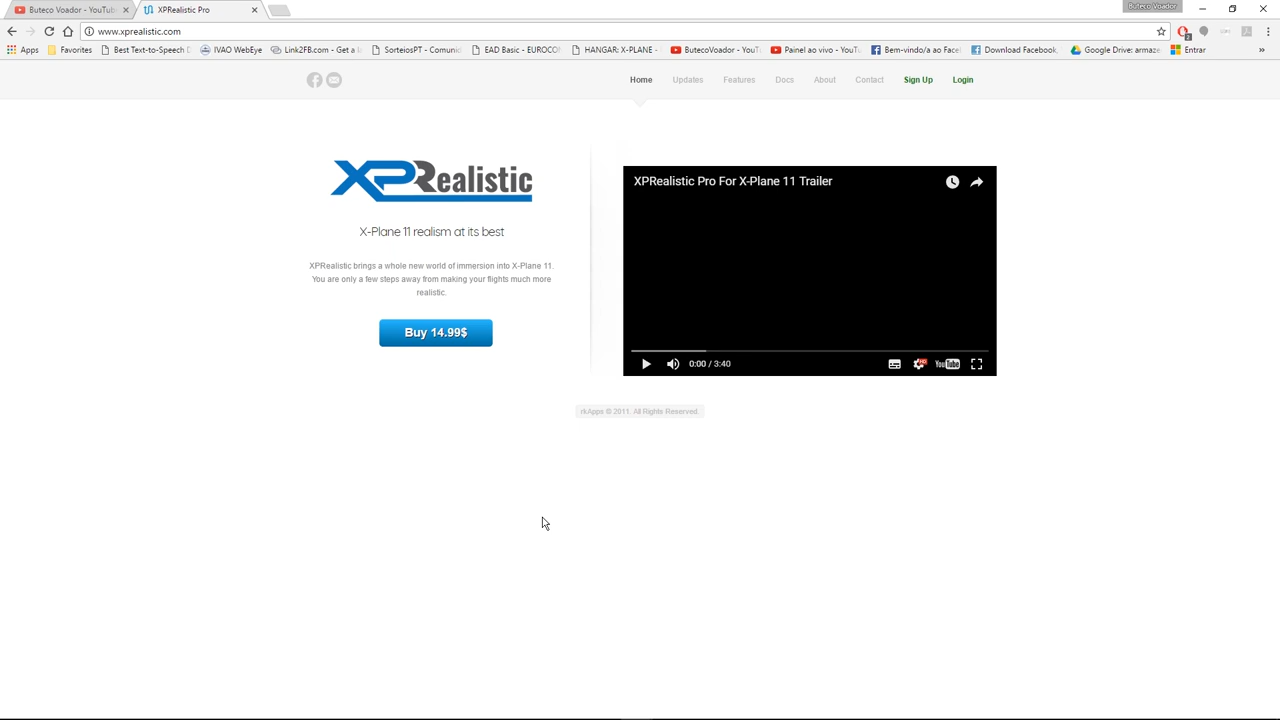 Buteco Voador - YouTub
XPRealistic Pro
Buteco Voador
www.xprealistic.com
Apps
Favorites
Best Text-to-Speech D
IVAO WebEye
Link2FB.com - Get a l
SorteiosPT - Comunid
EAD Basic - EUROCON
HANGAR: X-PLANE -
ButecoVoador - YouTu
Painel ao vivo - YouTu
Bem-vindo/a ao Face
Download Facebook,
Google Drive: armaze
Entrar
»
Home
Updates
Features
Docs
About
Contact
Sign Up
Login
XPRealistic
X-Plane 11 realism at its best
XPRealistic brings a whole new world of immersion into X-Plane 11.
You are only a few steps away from making your flights much more
realistic.
Buy 14.99$
XPRealistic Pro For X-Plane 11 Trailer
0:00 / 3:40
HD
YouTube
rkApps © 2011. All Rights Reserved.